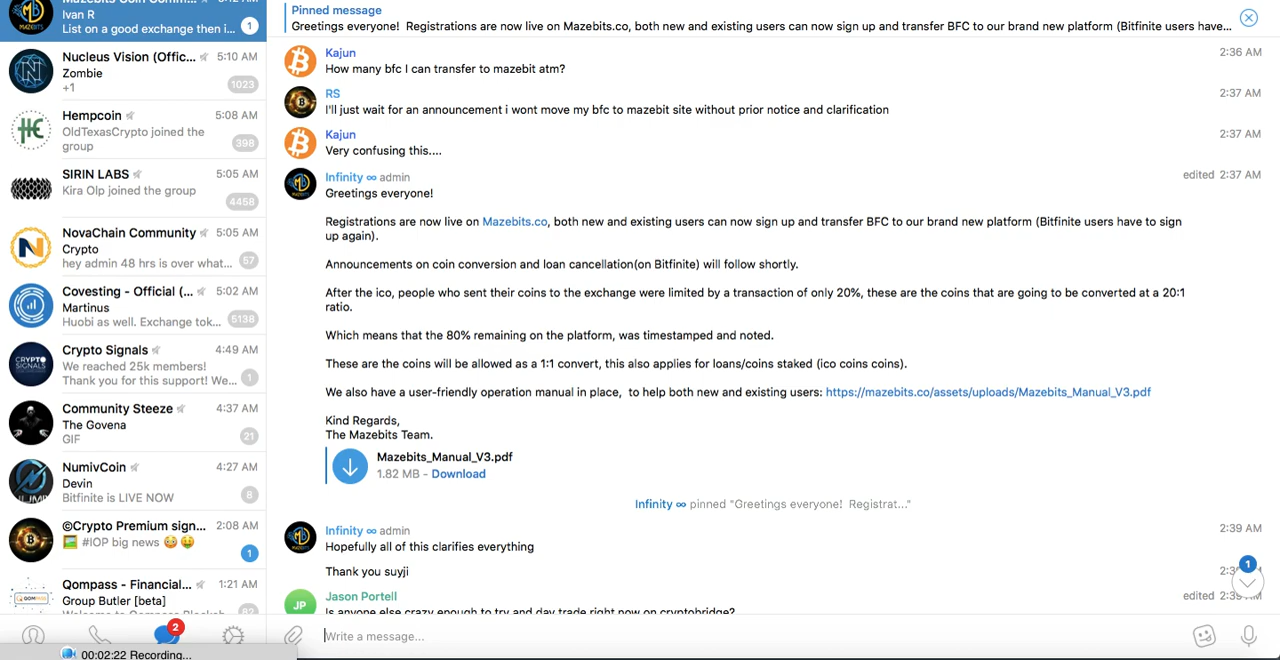 Mazebits Coin Comm...
5:12 AM
Ivan R
List on a good exchange then i...
1
Nucleus Vision (Offic...
5:10 AM
Zombie
+1
1023
Hempcoin
5:08 AM
OldTexasCrypto joined the
group
398
SIRIN LABS
5:05 AM
Kira Olp joined the group
4458
NovaChain Community
5:05 AM
Crypto
hey admin 48 hrs is over what...
57
Covesting - Official (...
5:02 AM
Martinus
Huobi as well. Exchange tok...
5138
Crypto Signals
4:49 AM
We reached 25k members!
Thank you for this support! We...
1
Community Steeze
4:37 AM
The Govena
GIF
21
NumivCoin
4:27 AM
Devin
Bitfinite is LIVE NOW
8
©Crypto Premium sign...
2:08 AM
#IOP big news
1
Qompass - Financial...
1:21 AM
Group Butler [beta]
82
2
00:02:22 Recording...
Pinned message
Greetings everyone! Registrations are now live on Mazebits.co, both new and existing users can now sign up and transfer BFC to our brand new platform (Bitfinite users have...
Kajun
2:36 AM
How many bfc I can transfer to mazebit atm?
RS
2:37 AM
I'll just wait for an announcement i wont move my bfc to mazebit site without prior notice and clarification
Kajun
2:37 AM
Very confusing this....
Infinity ∞ admin
edited 2:37 AM
Greetings everyone!
Registrations are now live on Mazebits.co, both new and existing users can now sign up and transfer BFC to our brand new platform (Bitfinite users have to sign
up again).
Announcements on coin conversion and loan cancellation(on Bitfinite) will follow shortly.
After the ico, people who sent their coins to the exchange were limited by a transaction of only 20%, these are the coins that are going to be converted at a 20:1
ratio.
Which means that the 80% remaining on the platform, was timestamped and noted.
These are the coins will be allowed as a 1:1 convert, this also applies for loans/coins staked (ico coins coins).
We also have a user-friendly operation manual in place, to help both new and existing users: https://mazebits.co/assets/uploads/Mazebits_Manual_V3.pdf
Kind Regards,
The Mazebits Team.
Mazebits_Manual_V3.pdf
1.82 MB - Download
Infinity ∞ pinned "Greetings everyone! Registrat..."
Infinity ∞ admin
2:39 AM
Hopefully all of this clarifies everything
Thank you suyji
1
JP
Jason Portell
edited 2:39 AM
Is anyone else crazy enough to try and day trade right now on cryptobridge?
Write a message...